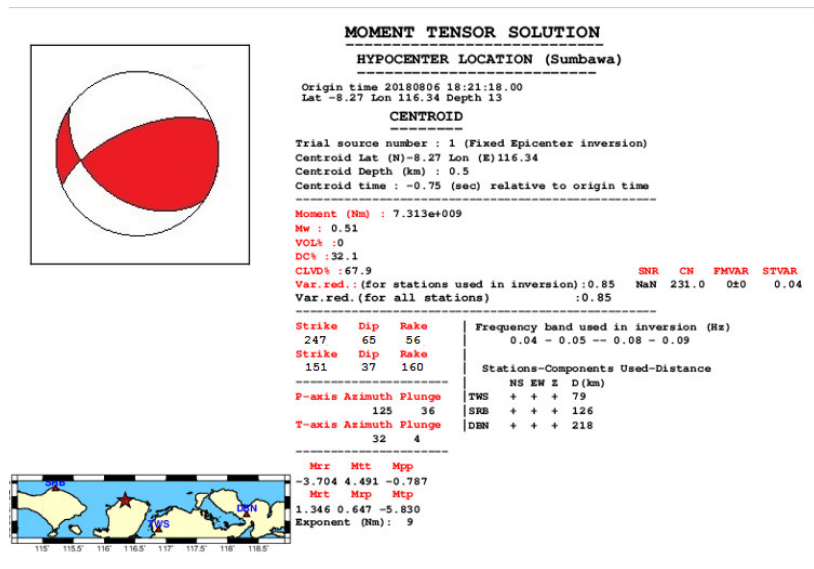 MOMENT TENSOR SOLUTION
HYPOCENTER LOCATION (Sumbawa)
Origin time 20180806 18:21:18.00
Lat -8.27 Lon 116.34 Depth 13
CENTROID
Trial source number : 1 (Fixed Epicenter inversion)
Centroid Lat (N)-8.27 Lon (E)116.34
Centroid Depth (km) : 0.5
Centroid time : -0.75 (sec) relative to origin time
Moment (Nm) : 7.313e+009
Mw : 0.51
VOL% :0
DC% :32.1
CLVD% :67.9 SNR CN FMVAR STVAR
Var.red.:(for stations used in inversion):0.85 NaN 231.0 0±0 0.04
Var.red.(for all stations) :0.85
Strike Dip Rake
247 65 56
Strike Dip Rake
151 37 160
P-axis Azimuth Plunge
125 36
T-axis Azimuth Plunge
32 4
Mrr Mtt Mpp
-3.704 4.491 -0.787
Mrt Mrp Mtp
1.346 0.647 -5.830
Exponent (Nm): 9
Frequency band used in inversion (Hz)
0.04 - 0.05 -- 0.08 - 0.09
Stations-Components Used-Distance
NS EW Z D(km)
TWS + + + 79
SRB + + + 126
DBN + + + 218
SRB
TWS
DBN
115° 115.5° 116° 116.5° 117° 117.5° 118° 118.5°